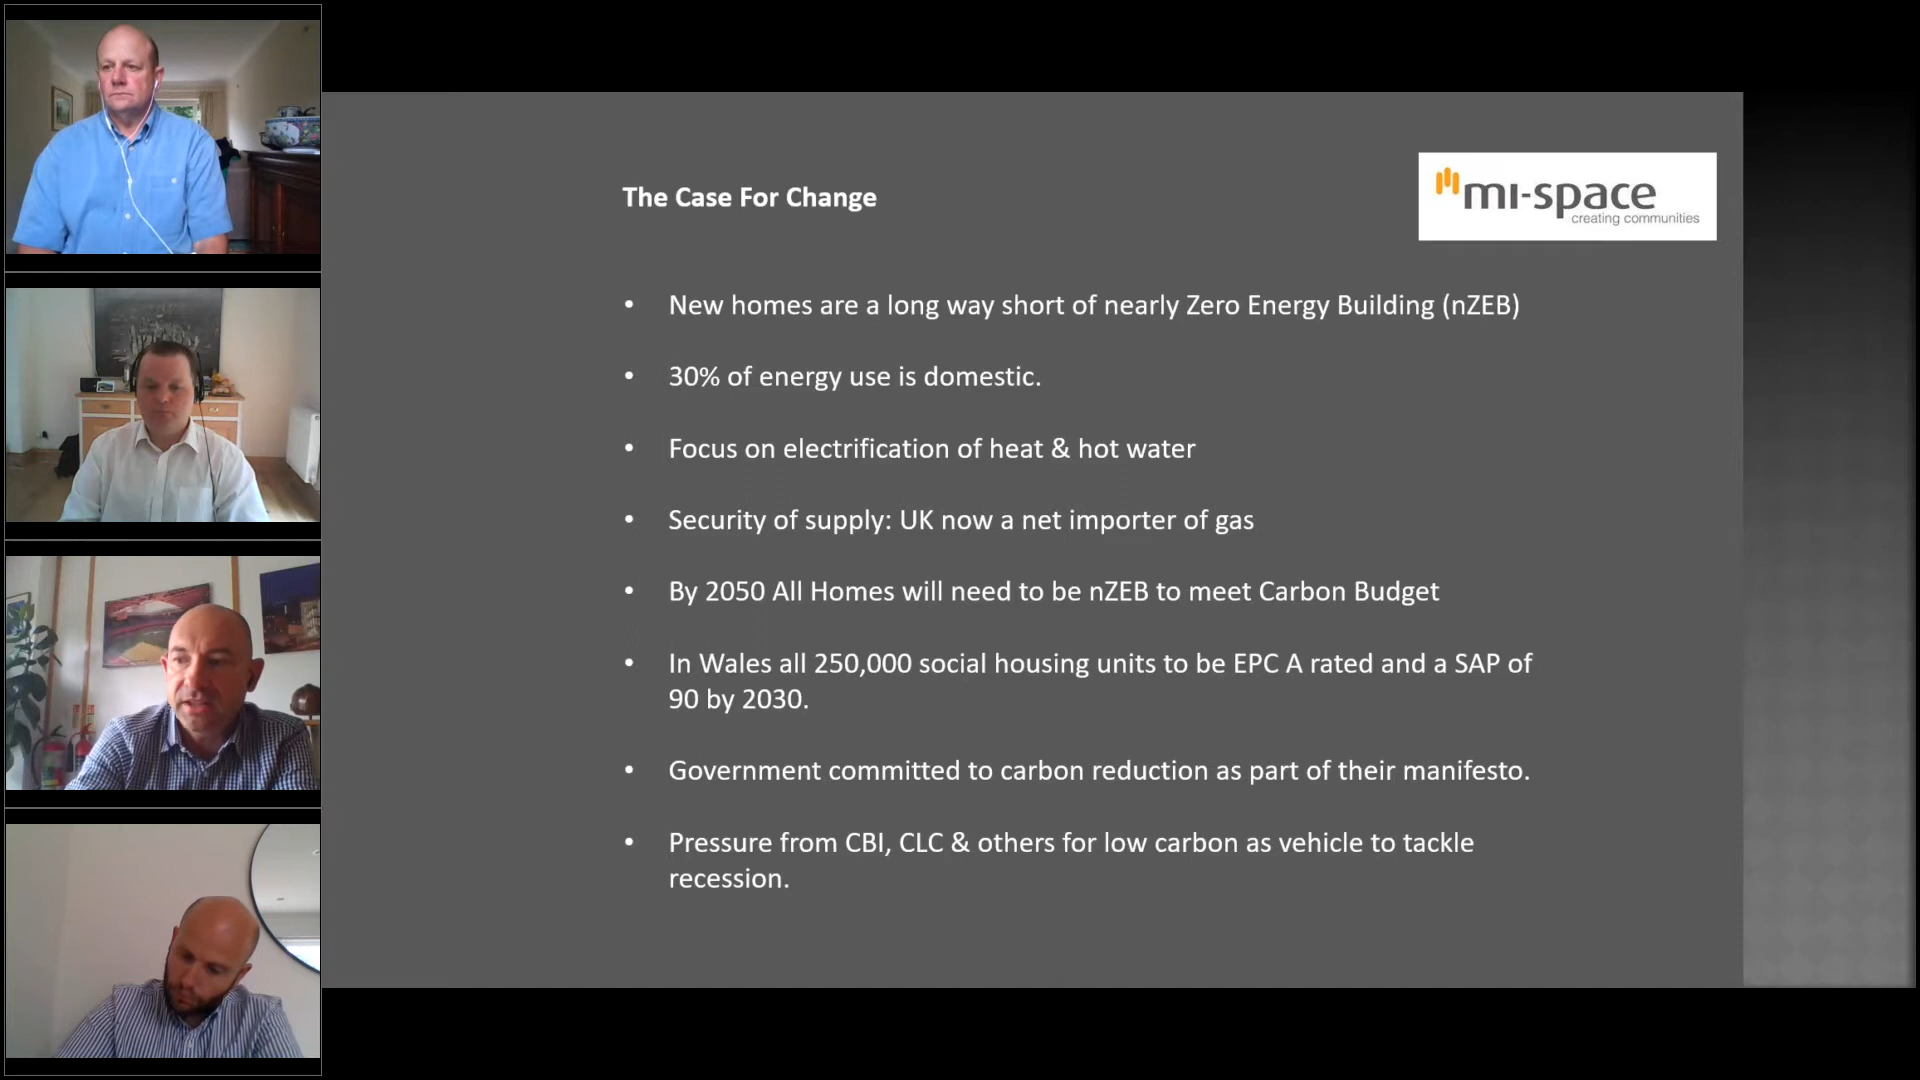 The Case For Change
mi-space
creating communities
• New homes are a long way short of nearly Zero Energy Building (nZEB)
• 30% of energy use is domestic.
• Focus on electrification of heat & hot water
• Security of supply: UK now a net importer of gas
• By 2050 All Homes will need to be nZEB to meet Carbon Budget
• In Wales all 250,000 social housing units to be EPC A rated and a SAP of
90 by 2030.
• Government committed to carbon reduction as part of their manifesto.
• Pressure from CBI, CLC & others for low carbon as vehicle to tackle
recession.